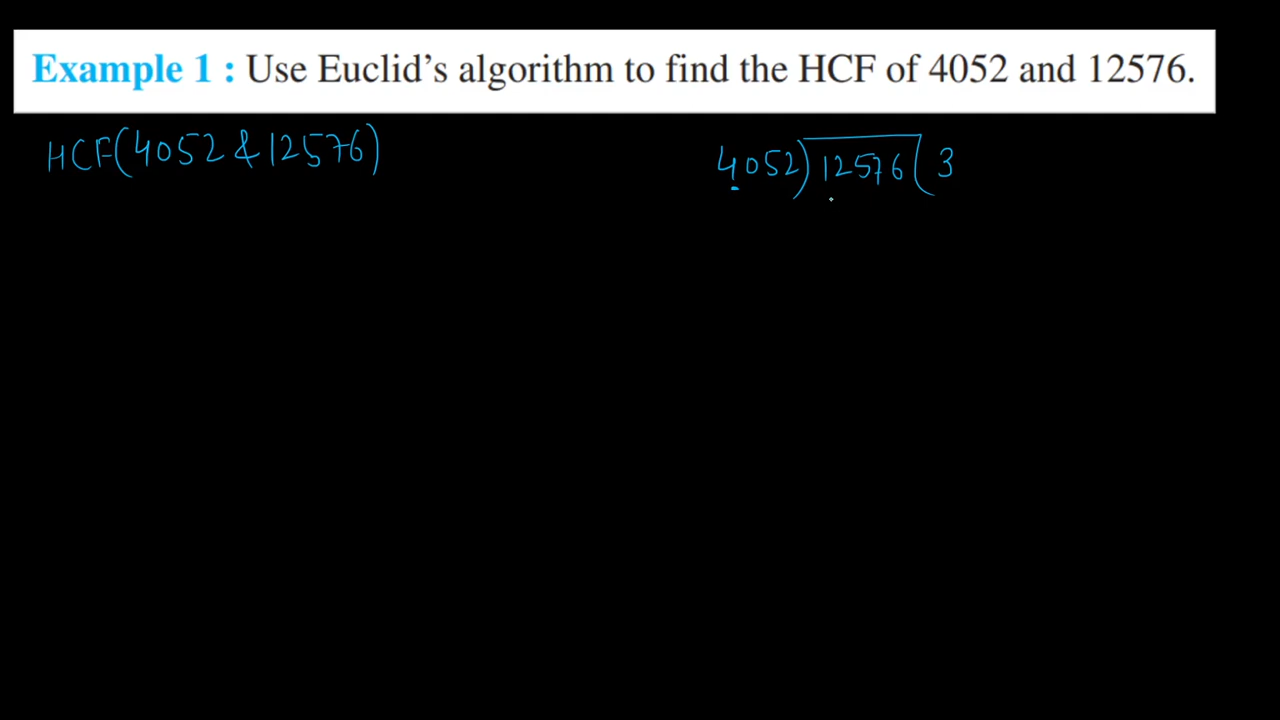 Example 1 : Use Euclid's algorithm to find the HCF of 4052 and 12576.
HCF(4052 & 12576)
4052)12576(3